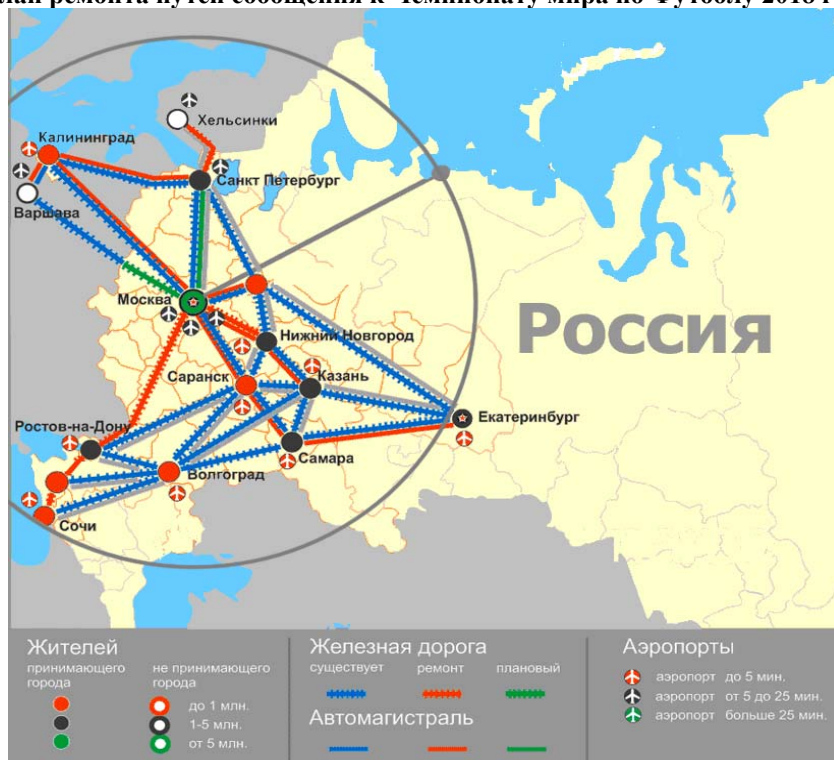 план ремонта путей сообщения к Чемпионату мира по Футболу 2018 г
Хельсинки
Калининград
Санкт Петербург
Варшава
Москва
Россия
Нижний Новгород
Саранск
Казань
Ростов-на-Дону
Екатеринбург
Самара
Волгоград
Сочи
Жителей
принимающего города
не принимающего города
до 1 млн.
1-5 млн.
от 5 млн.
Железная дорога
существует ремонт плановый
Автомагистраль
Аэропорты
аэропорт до 5 мин.
аэропорт от 5 до 25 мин.
аэропорт больше 25 мин.